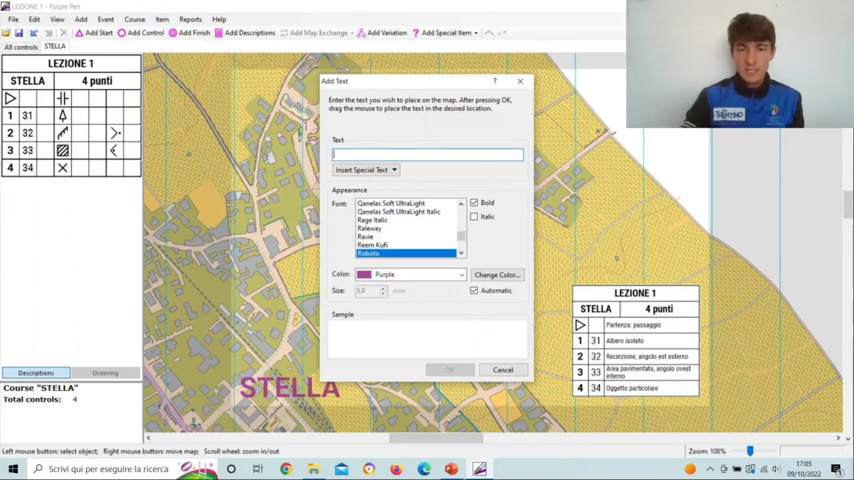 LEZIONE 1 - Purple Pen
File Edit View Add Event Course Item Reports Help
Add Start Add Control Add Finish Add Descriptions Add Map Exchange Add Variation Add Special Item
All controls STELLA
LEZIONE 1
STELLA 4 punti
1 31
2 32
3 33
4 34
Descriptions Ordering
Course "STELLA"
Total controls: 4
Add Text
? ×
Enter the text you wish to place on the map. After pressing OK,
drag the mouse to place the text in the desired location.
Text
Insert Special Text
Appearance
Font:
Qanelas Soft UltraLight
Qanelas Soft UltraLight Italic
Rage Italic
Raleway
Ravie
Reem Kufi
Roboto
Bold
Italic
Color: Purple Change Color...
Size: 5,0 mm Automatic
Sample
OK Cancel
STELLA
TRENTINO
LEZIONE 1
STELLA 4 punti
Partenza: passaggio
1 31 Albero isolato
2 32 Recinzione, angolo est esterno
3 33 Area pavimentata, angolo ovest
interno
4 34 Oggetto particolare
Left mouse button: select object; Right mouse button: move map; Scroll wheel: zoom in/out
Zoom: 108%
Scrivi qui per eseguire la ricerca
17:05
09/10/2022